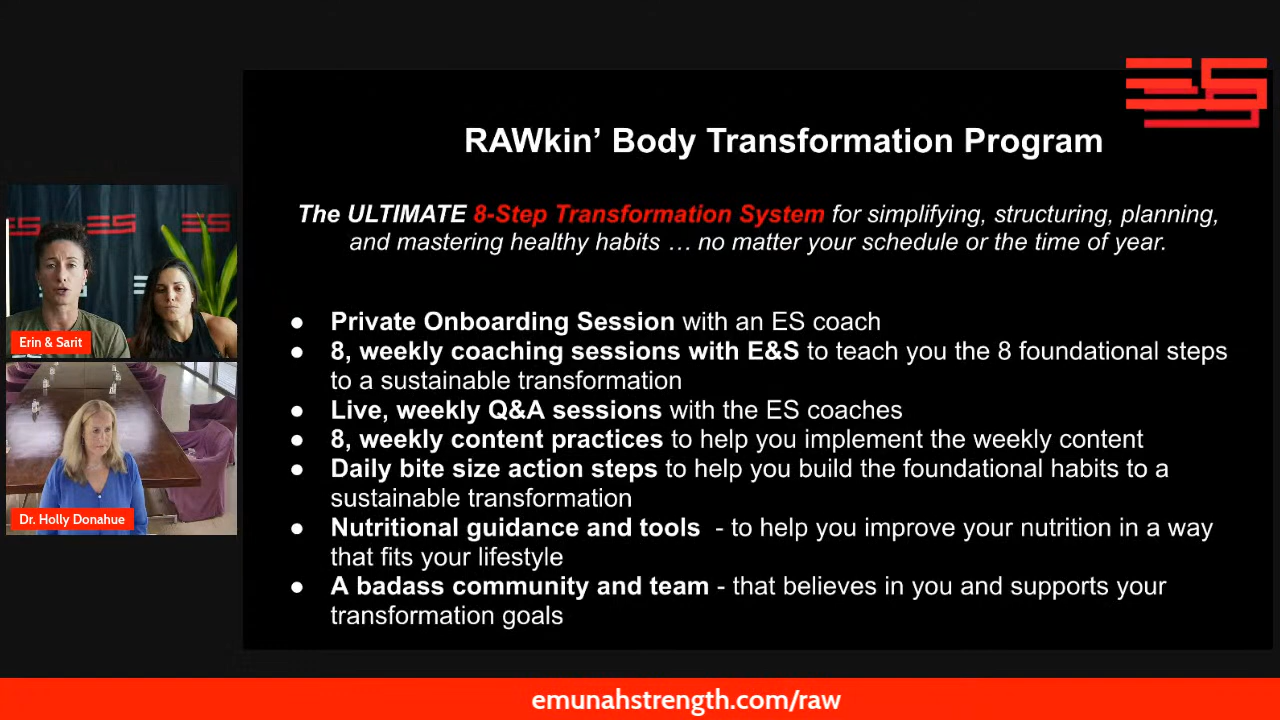 ES
RAWkin’ Body Transformation Program
The ULTIMATE 8-Step Transformation System for simplifying, structuring, planning,
and mastering healthy habits … no matter your schedule or the time of year.
● Private Onboarding Session with an ES coach
● 8, weekly coaching sessions with E&S to teach you the 8 foundational steps
to a sustainable transformation
● Live, weekly Q&A sessions with the ES coaches
● 8, weekly content practices to help you implement the weekly content
● Daily bite size action steps to help you build the foundational habits to a
sustainable transformation
● Nutritional guidance and tools  - to help you improve your nutrition in a way
that fits your lifestyle
● A badass community and team - that believes in you and supports your
transformation goals
Erin & Sarit
Dr. Holly Donahue
emunahstrength.com/raw